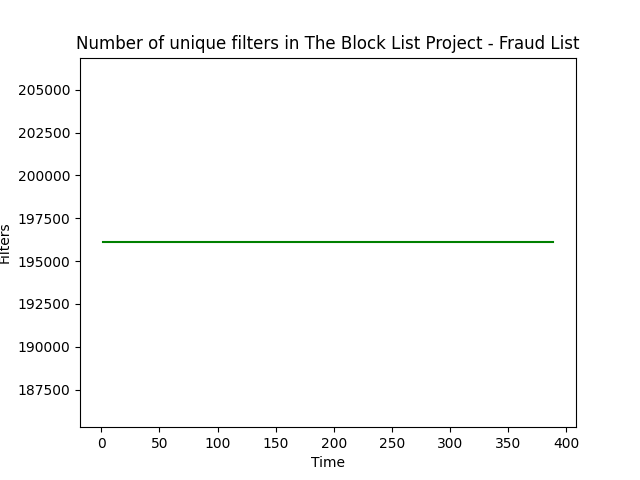 Number of unique filters in The Block List Project - Fraud List
205000
202500
200000
197500
195000
192500
190000
187500
Filters
0 50 100 150 200 250 300 350 400
Time